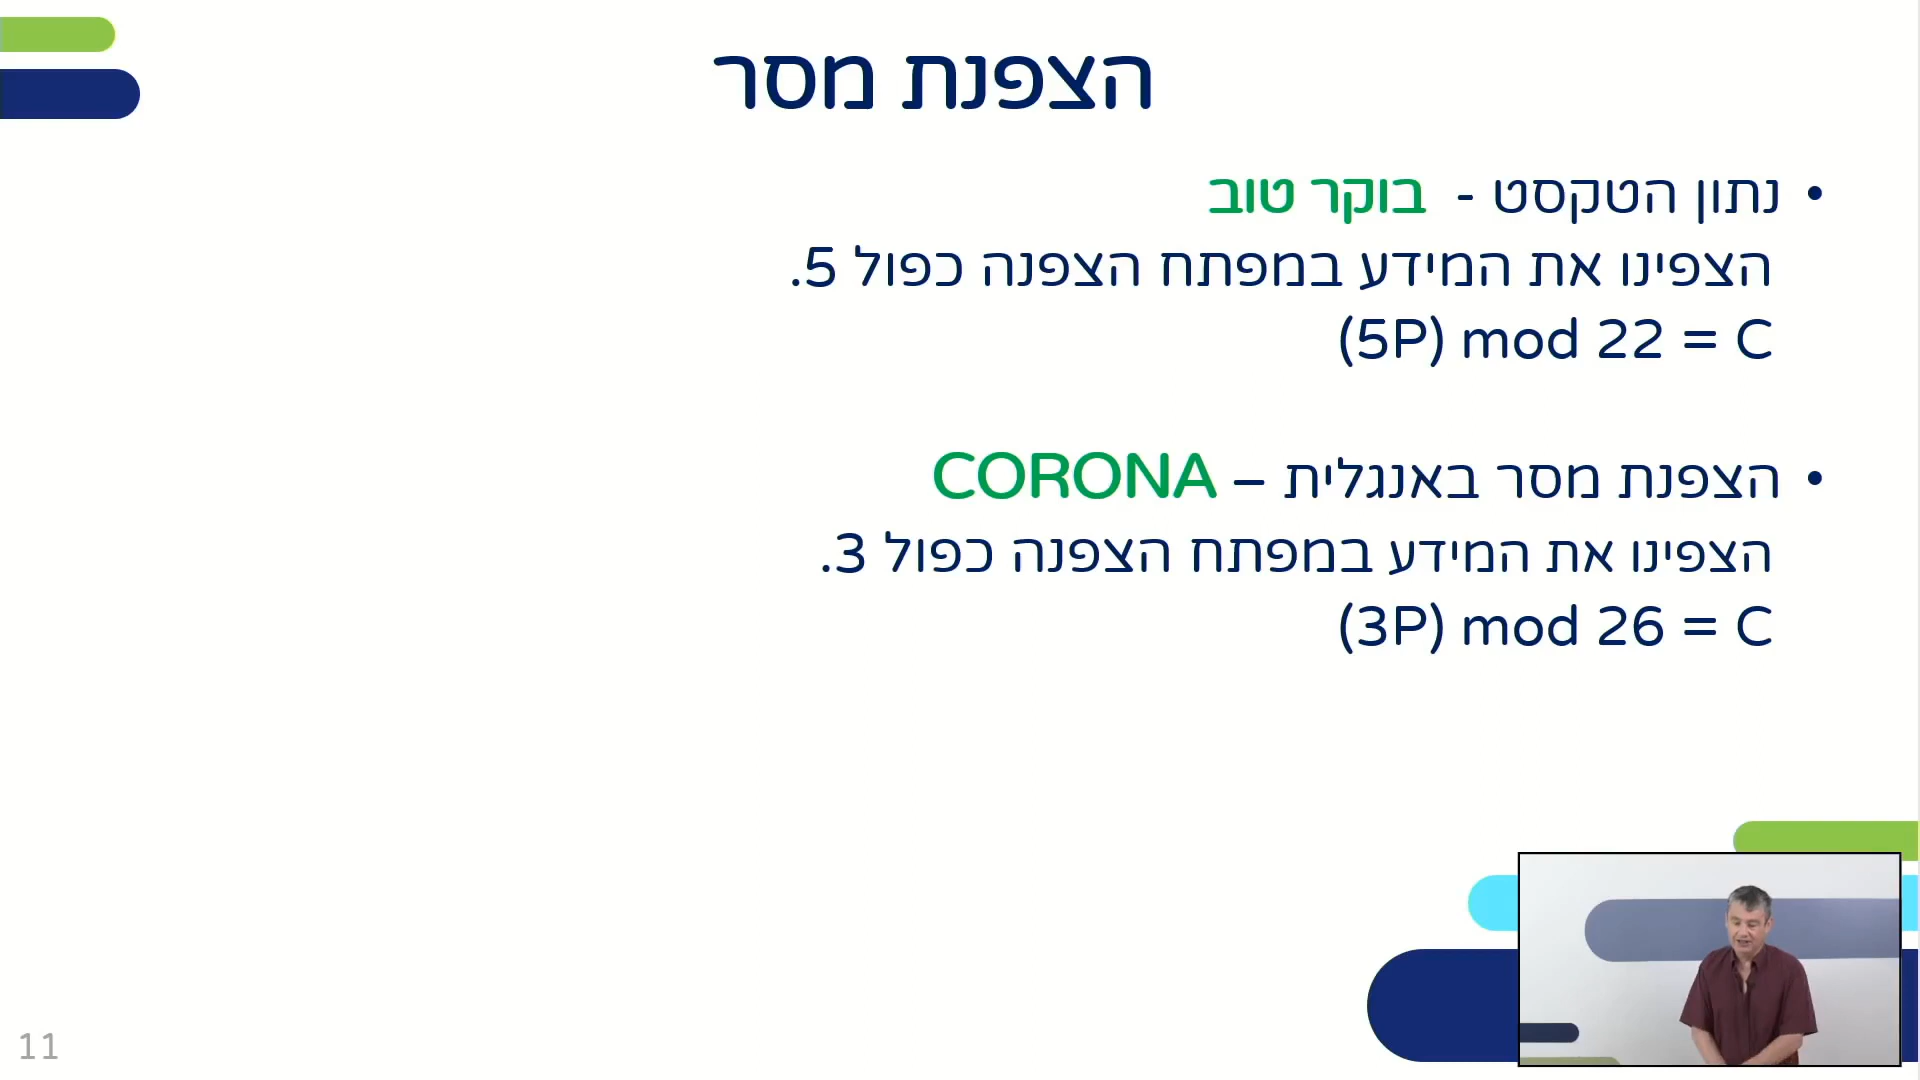 הצפנת מסר
• נתון הטקסט - בוקר טוב
הצפינו את המידע במפתח הצפנה כפול 5.
(5P) mod 22 = C
• הצפנת מסר באנגלית – CORONA
הצפינו את המידע במפתח הצפנה כפול 3.
(3P) mod 26 = C
11